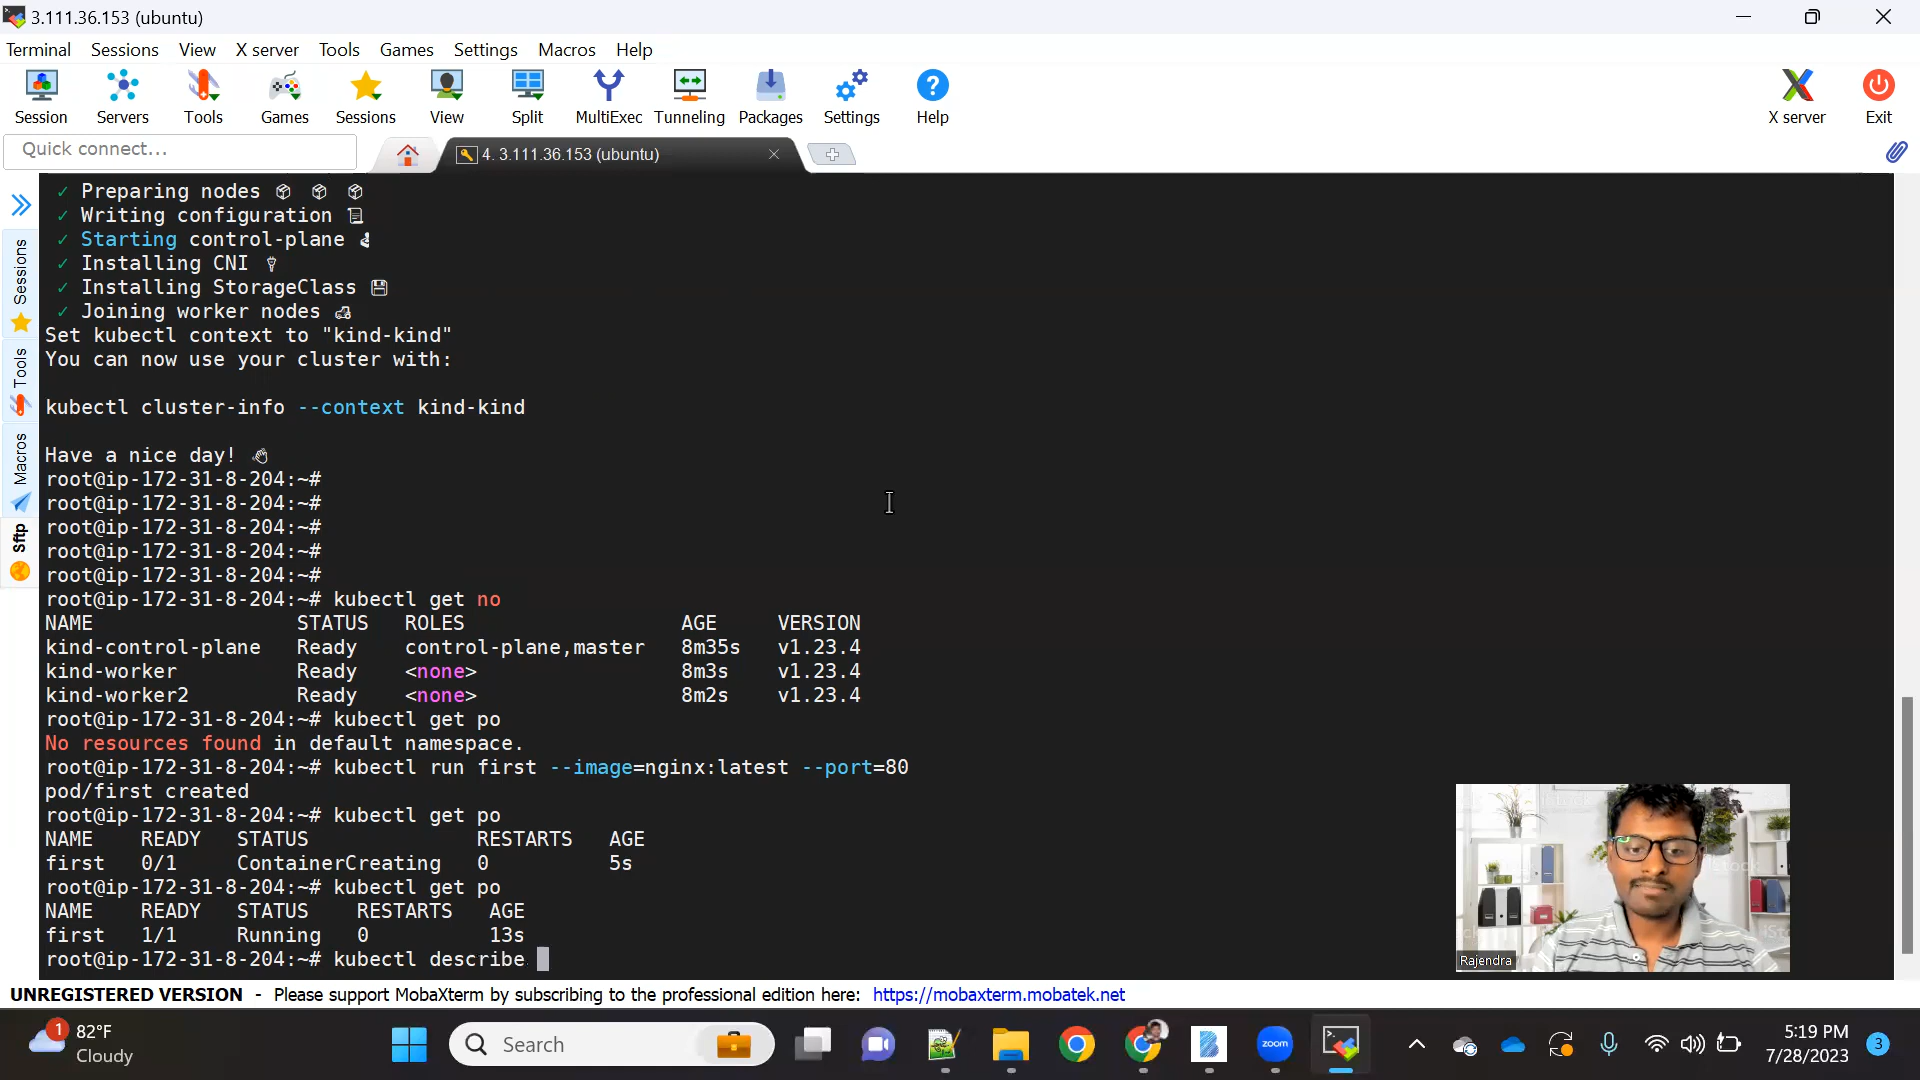 3.111.36.153 (ubuntu)
Terminal Sessions View X server Tools Games Settings Macros Help
Session Servers Tools Games Sessions View Split MultiExec Tunneling Packages Settings Help X server Exit
Quick connect...
4. 3.111.36.153 (ubuntu)
Sessions
Tools
Macros
Sftp
✓ Preparing nodes
✓ Writing configuration
✓ Starting control-plane
✓ Installing CNI
✓ Installing StorageClass
✓ Joining worker nodes
Set kubectl context to "kind-kind"
You can now use your cluster with:
kubectl cluster-info --context kind-kind
Have a nice day!
root@ip-172-31-8-204:~#
root@ip-172-31-8-204:~#
root@ip-172-31-8-204:~#
root@ip-172-31-8-204:~#
root@ip-172-31-8-204:~#
root@ip-172-31-8-204:~# kubectl get no
NAME STATUS ROLES AGE VERSION
kind-control-plane Ready control-plane,master 8m35s v1.23.4
kind-worker Ready <none> 8m3s v1.23.4
kind-worker2 Ready <none> 8m2s v1.23.4
root@ip-172-31-8-204:~# kubectl get po
No resources found in default namespace.
root@ip-172-31-8-204:~# kubectl run first --image=nginx:latest --port=80
pod/first created
root@ip-172-31-8-204:~# kubectl get po
NAME READY STATUS RESTARTS AGE
first 0/1 ContainerCreating 0 5s
root@ip-172-31-8-204:~# kubectl get po
NAME READY STATUS RESTARTS AGE
first 1/1 Running 0 13s
root@ip-172-31-8-204:~# kubectl describe
Rajendra
UNREGISTERED VERSION - Please support MobaXterm by subscribing to the professional edition here: https://mobaxterm.mobatek.net
1
82°F
Cloudy
Search
zoom
5:19 PM
7/28/2023
3